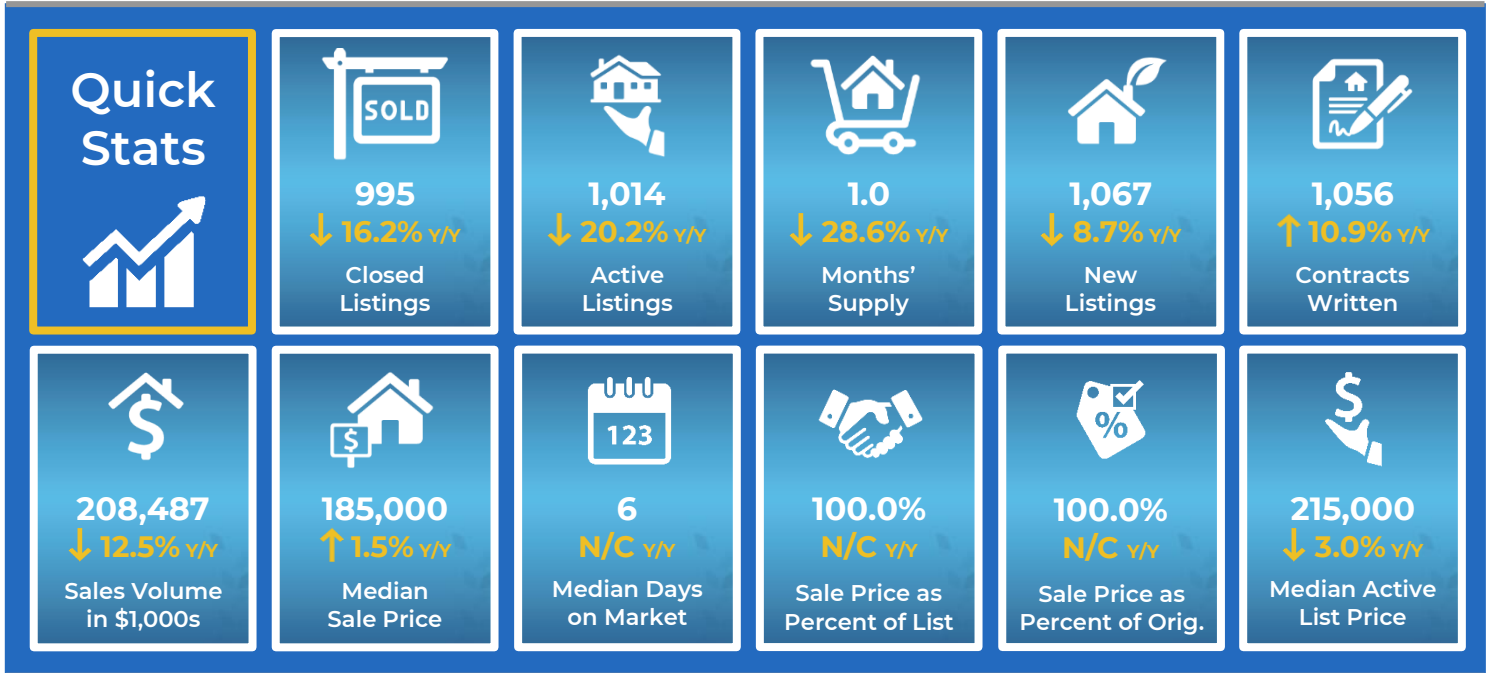 Quick
Stats
SOLD
995
↓ 16.2% Y/Y
Closed
Listings
1,014
↓ 20.2% Y/Y
Active
Listings
1.0
↓ 28.6% Y/Y
Months’
Supply
1,067
↓ 8.7% Y/Y
New
Listings
1,056
↑ 10.9% Y/Y
Contracts
Written
$
208,487
↓ 12.5% Y/Y
Sales Volume
in $1,000s
$
185,000
↑ 1.5% Y/Y
Median
Sale Price
123
6
N/C Y/Y
Median Days
on Market
100.0%
N/C Y/Y
Sale Price as
Percent of List
%
100.0%
N/C Y/Y
Sale Price as
Percent of Orig.
$
215,000
↓ 3.0% Y/Y
Median Active
List Price